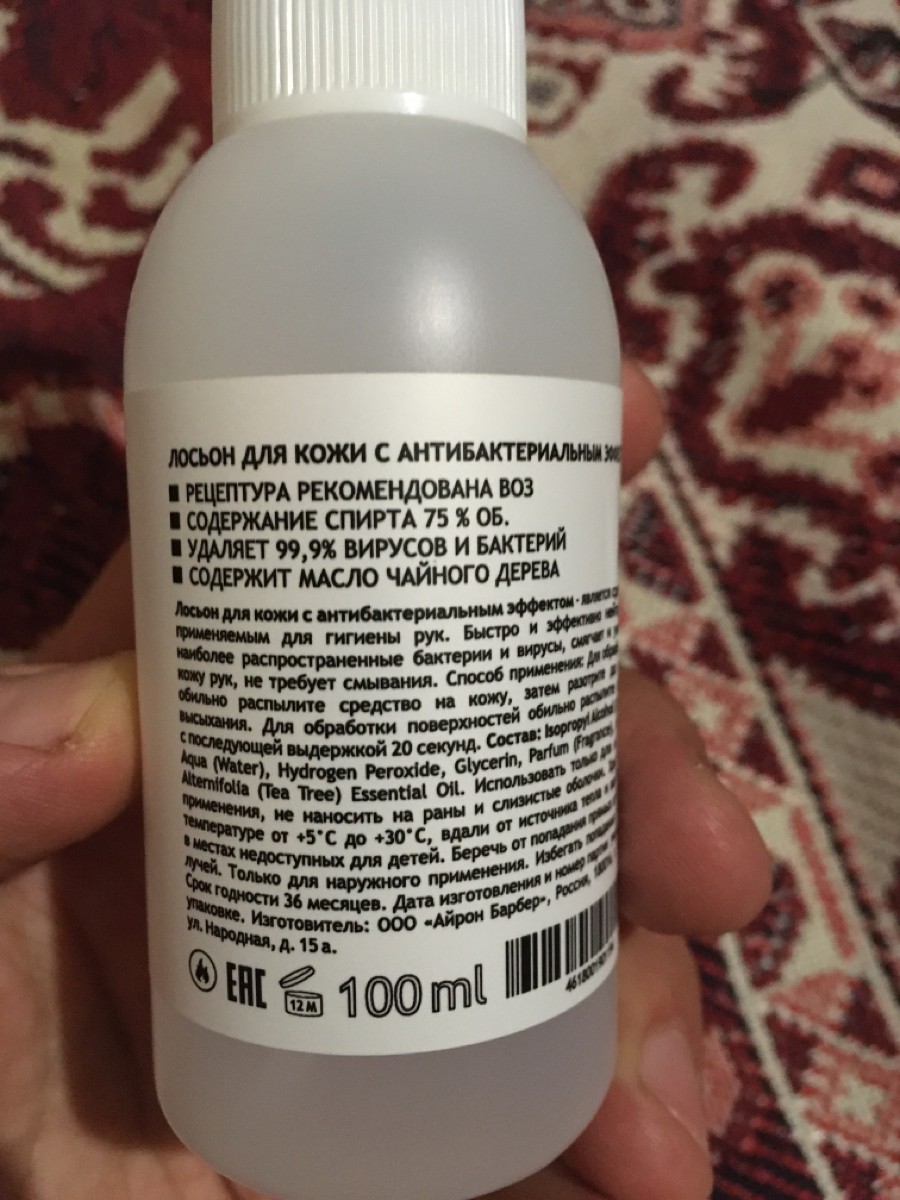 ЛОСЬОН ДЛЯ КОЖИ С АНТИБАКТЕРИАЛЬНЫМ
■ РЕЦЕПТУРА РЕКОМЕНДОВАНА ВОЗ
■ СОДЕРЖАНИЕ СПИРТА 75 % ОБ.
■ УДАЛЯЕТ 99,9% ВИРУСОВ И БАКТЕРИЙ
■ СОДЕРЖИТ МАСЛО ЧАЙНОГО ДЕРЕВА
Лосьон для кожи с антибактериальным эффектом - является
применяемым для гигиены рук. Быстро и эффективно
наиболее распространенные бактерии и вирусы, смягчает и
кожу рук, не требует смывания. Способ применения: Для
обильно распылите средство на кожу, затем разотрите до
высыхания. Для обработки поверхностей обильно распылите
с последующей выдержкой 20 секунд. Состав: Isopropyl Alcohol
Aqua (Water), Hydrogen Peroxide, Glycerin, Parfum (Fragrance),
Alternifolia (Tea Tree) Essential Oil. Использовать только для
применения, не наносить на раны и слизистые оболочки.
температуре от +5°С до +30°С, вдали от источника тепла и
в местах недоступных для детей. Беречь от попадания прямых
лучей. Только для наружного применения. Избегать
Срок годности 36 месяцев. Дата изготовления и номер партии
упаковке. Изготовитель: ООО «Айрон Барбер», Россия,
ул. Народная, д. 15 а.
EAC 12 М 100 ml